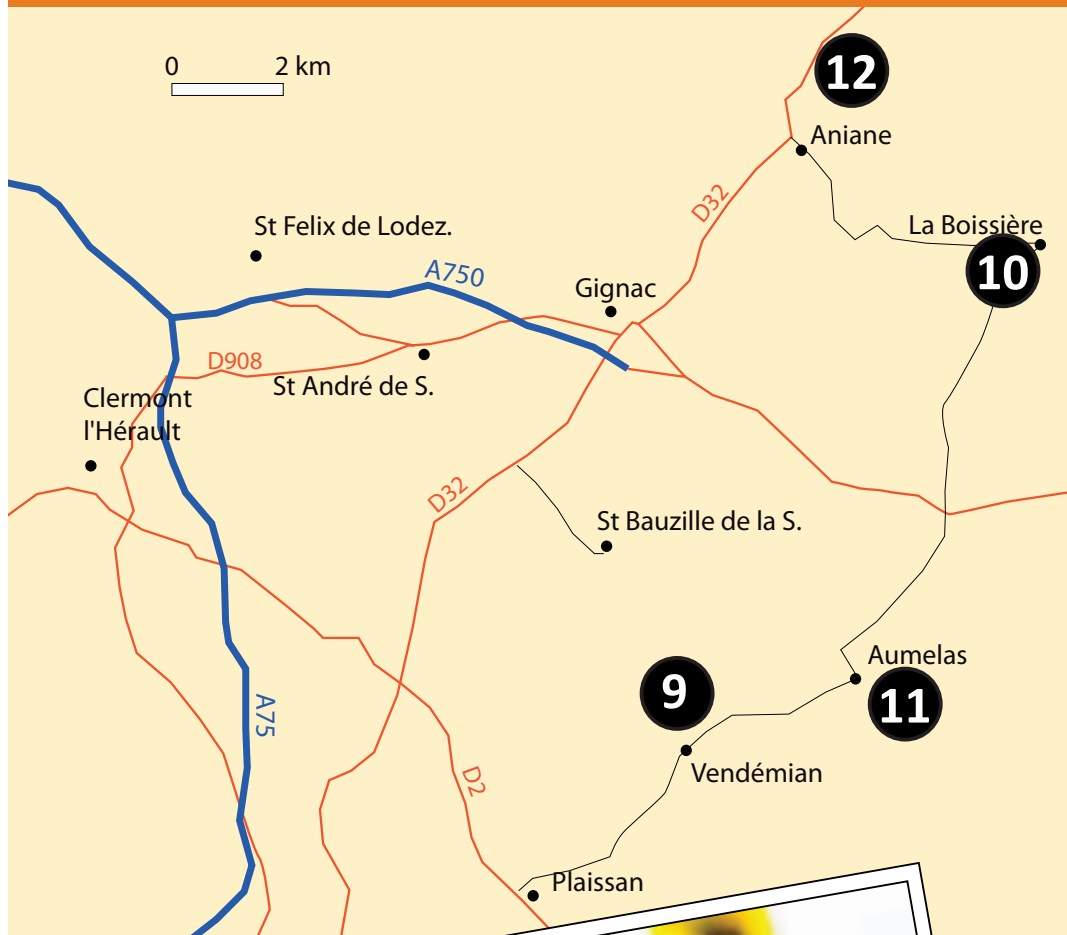 0 2 km
12
Aniane
D32
St Felix de Lodez.
La Boissière
A750
10
Gignac
D908
St André de S.
Clermont
l'Hérault
D32
St Bauzille de la S.
Aumelas
9
11
A75
Vendémian
D2
Plaissan